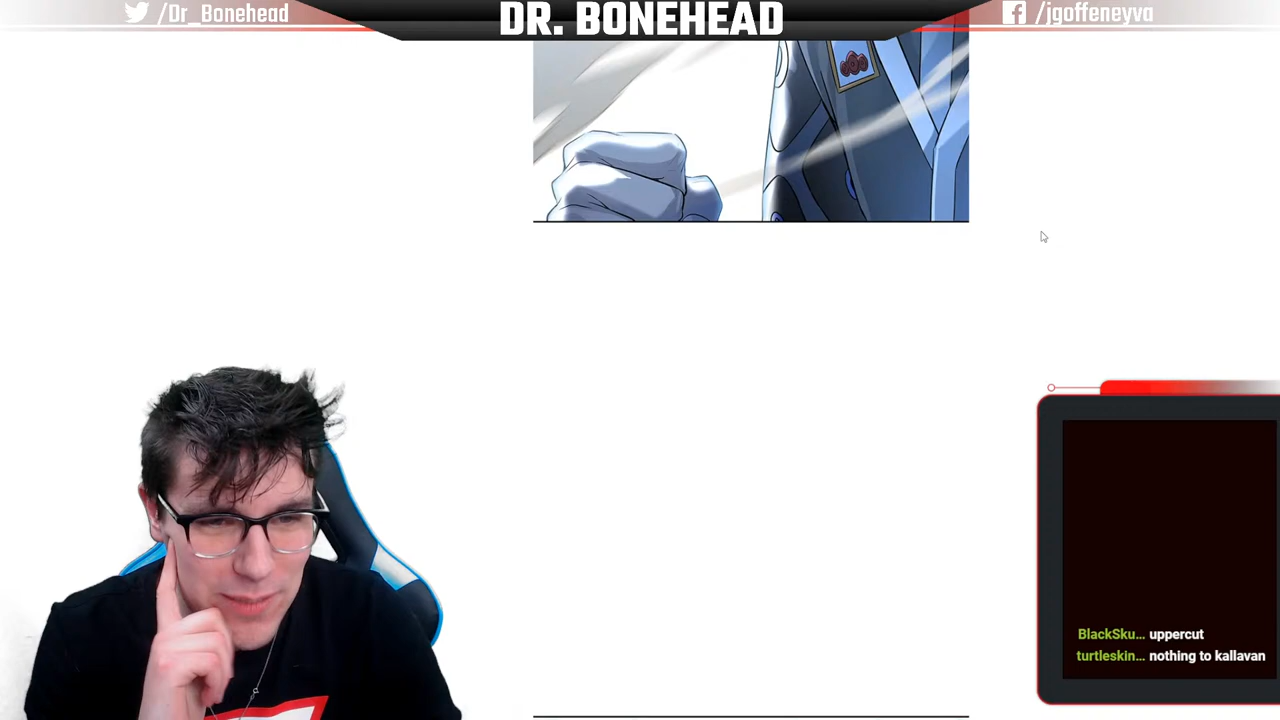 /Dr_Bonehead
DR. BONEHEAD
/jgoffeneyva
BlackSku... uppercut
turtleskin... nothing to kallavan